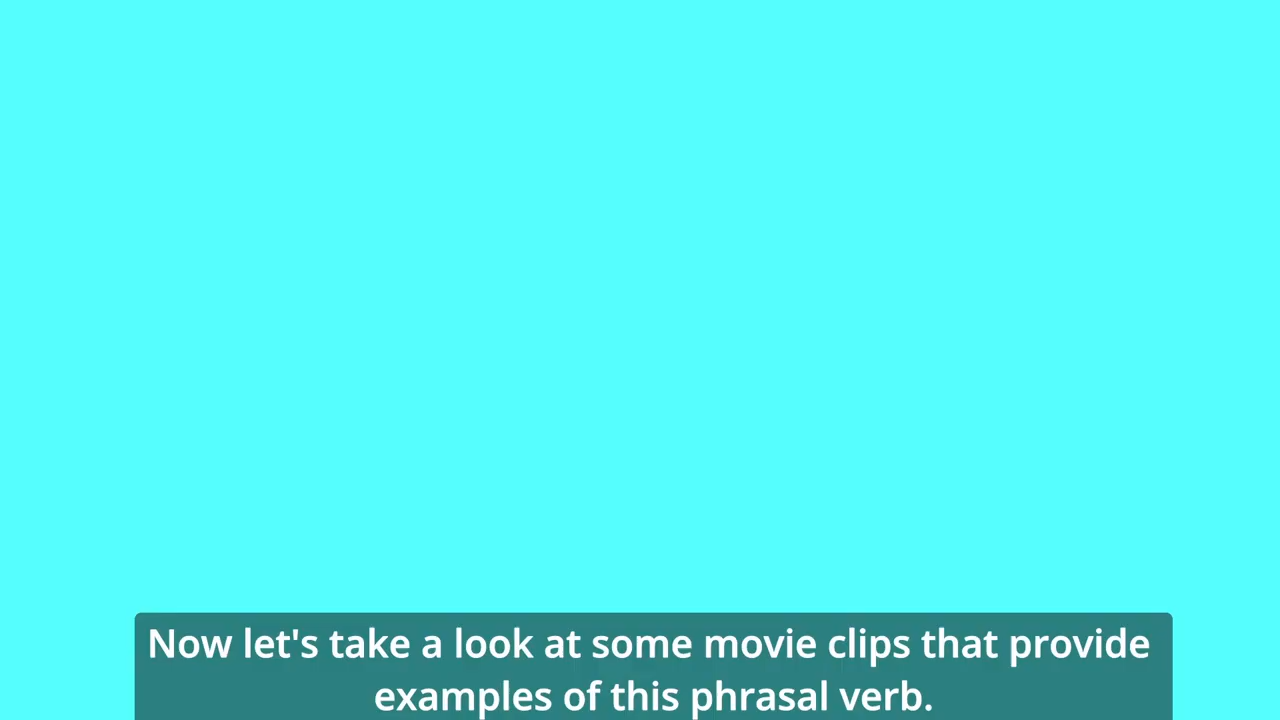 Now let's take a look at some movie clips that provide
examples of this phrasal verb.